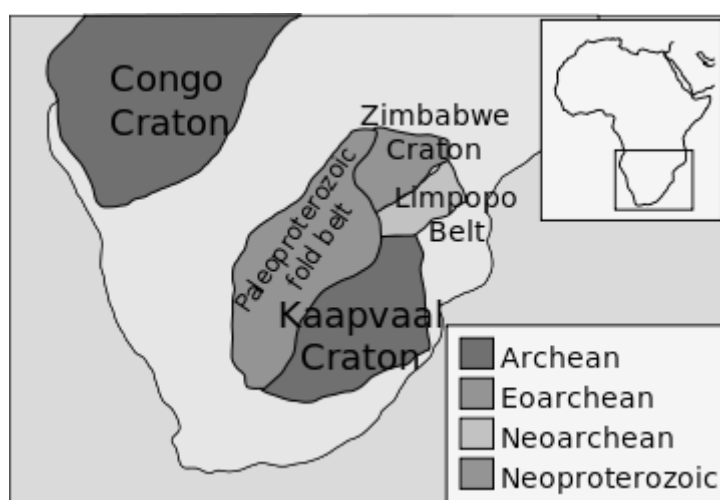 Congo
Craton
Zimbabwe
Craton
Limpopo
Belt
Paleoproterozoic
fold belt
Kaapvaal
Craton
Archean
Eoarchean
Neoarchean
Neoproterozoic